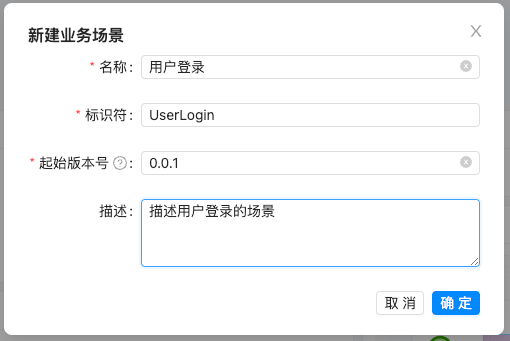 新建业务场景
* 名称: 用户登录
* 标识符: UserLogin
* 起始版本号 ?: 0.0.1
描述: 描述用户登录的场景
取消 确定